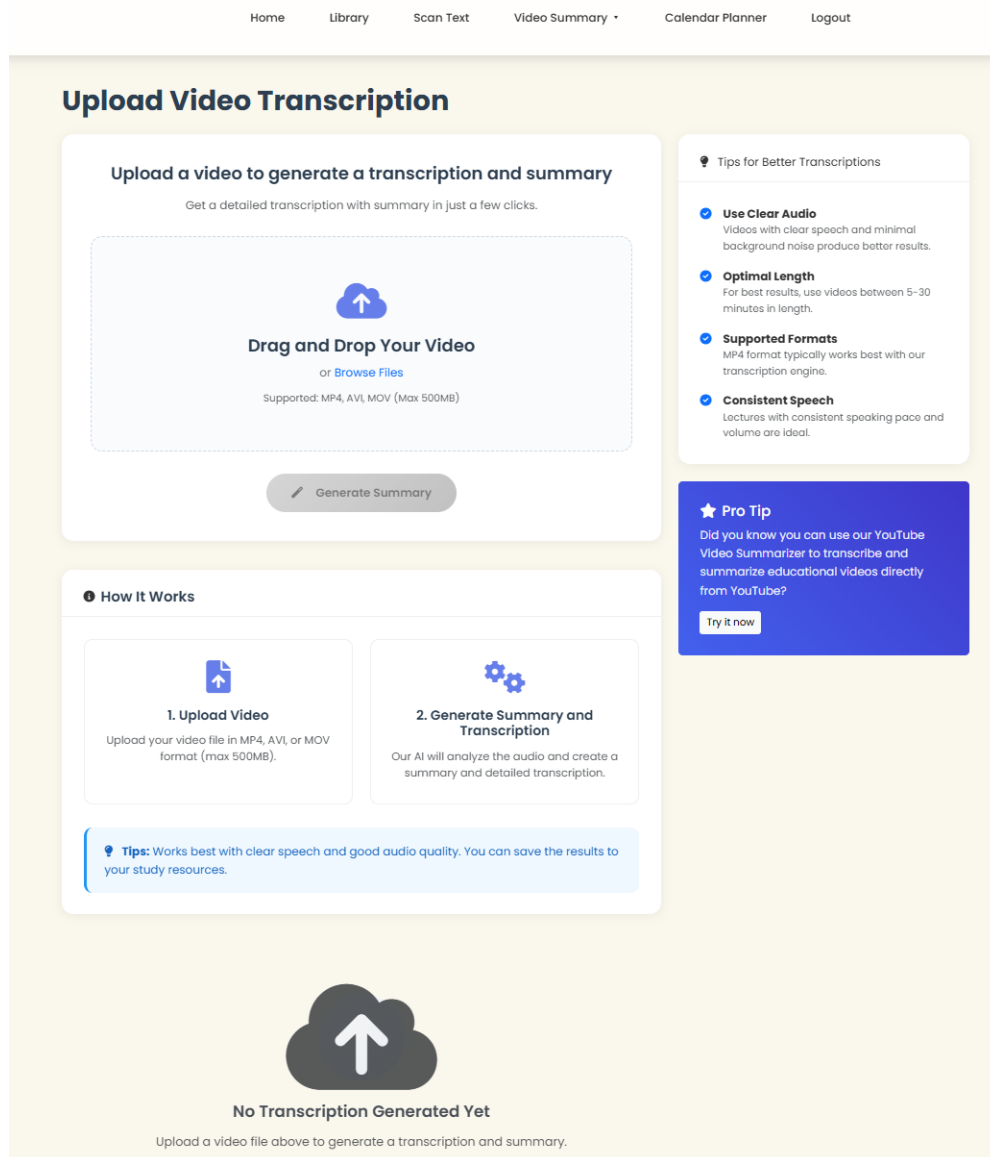 Home Library Scan Text Video Summary Calendar Planner Logout
Upload Video Transcription
Upload a video to generate a transcription and summary
Get a detailed transcription with summary in just a few clicks.
Drag and Drop Your Video
or Browse Files
Supported: MP4, AVI, MOV (Max 500MB)
Generate Summary
How It Works
1. Upload Video
Upload your video file in MP4, AVI, or MOV
format (max 500MB).
2. Generate Summary and
Transcription
Our AI will analyze the audio and create a
summary and detailed transcription.
Tips: Works best with clear speech and good audio quality. You can save the results to
your study resources.
Tips for Better Transcriptions
Use Clear Audio
Videos with clear speech and minimal
background noise produce better results.
Optimal Length
For best results, use videos between 5-30
minutes in length.
Supported Formats
MP4 format typically works best with our
transcription engine.
Consistent Speech
Lectures with consistent speaking pace and
volume are ideal.
Pro Tip
Did you know you can use our YouTube
Video Summarizer to transcribe and
summarize educational videos directly
from YouTube?
Try it now
No Transcription Generated Yet
Upload a video file above to generate a transcription and summary.